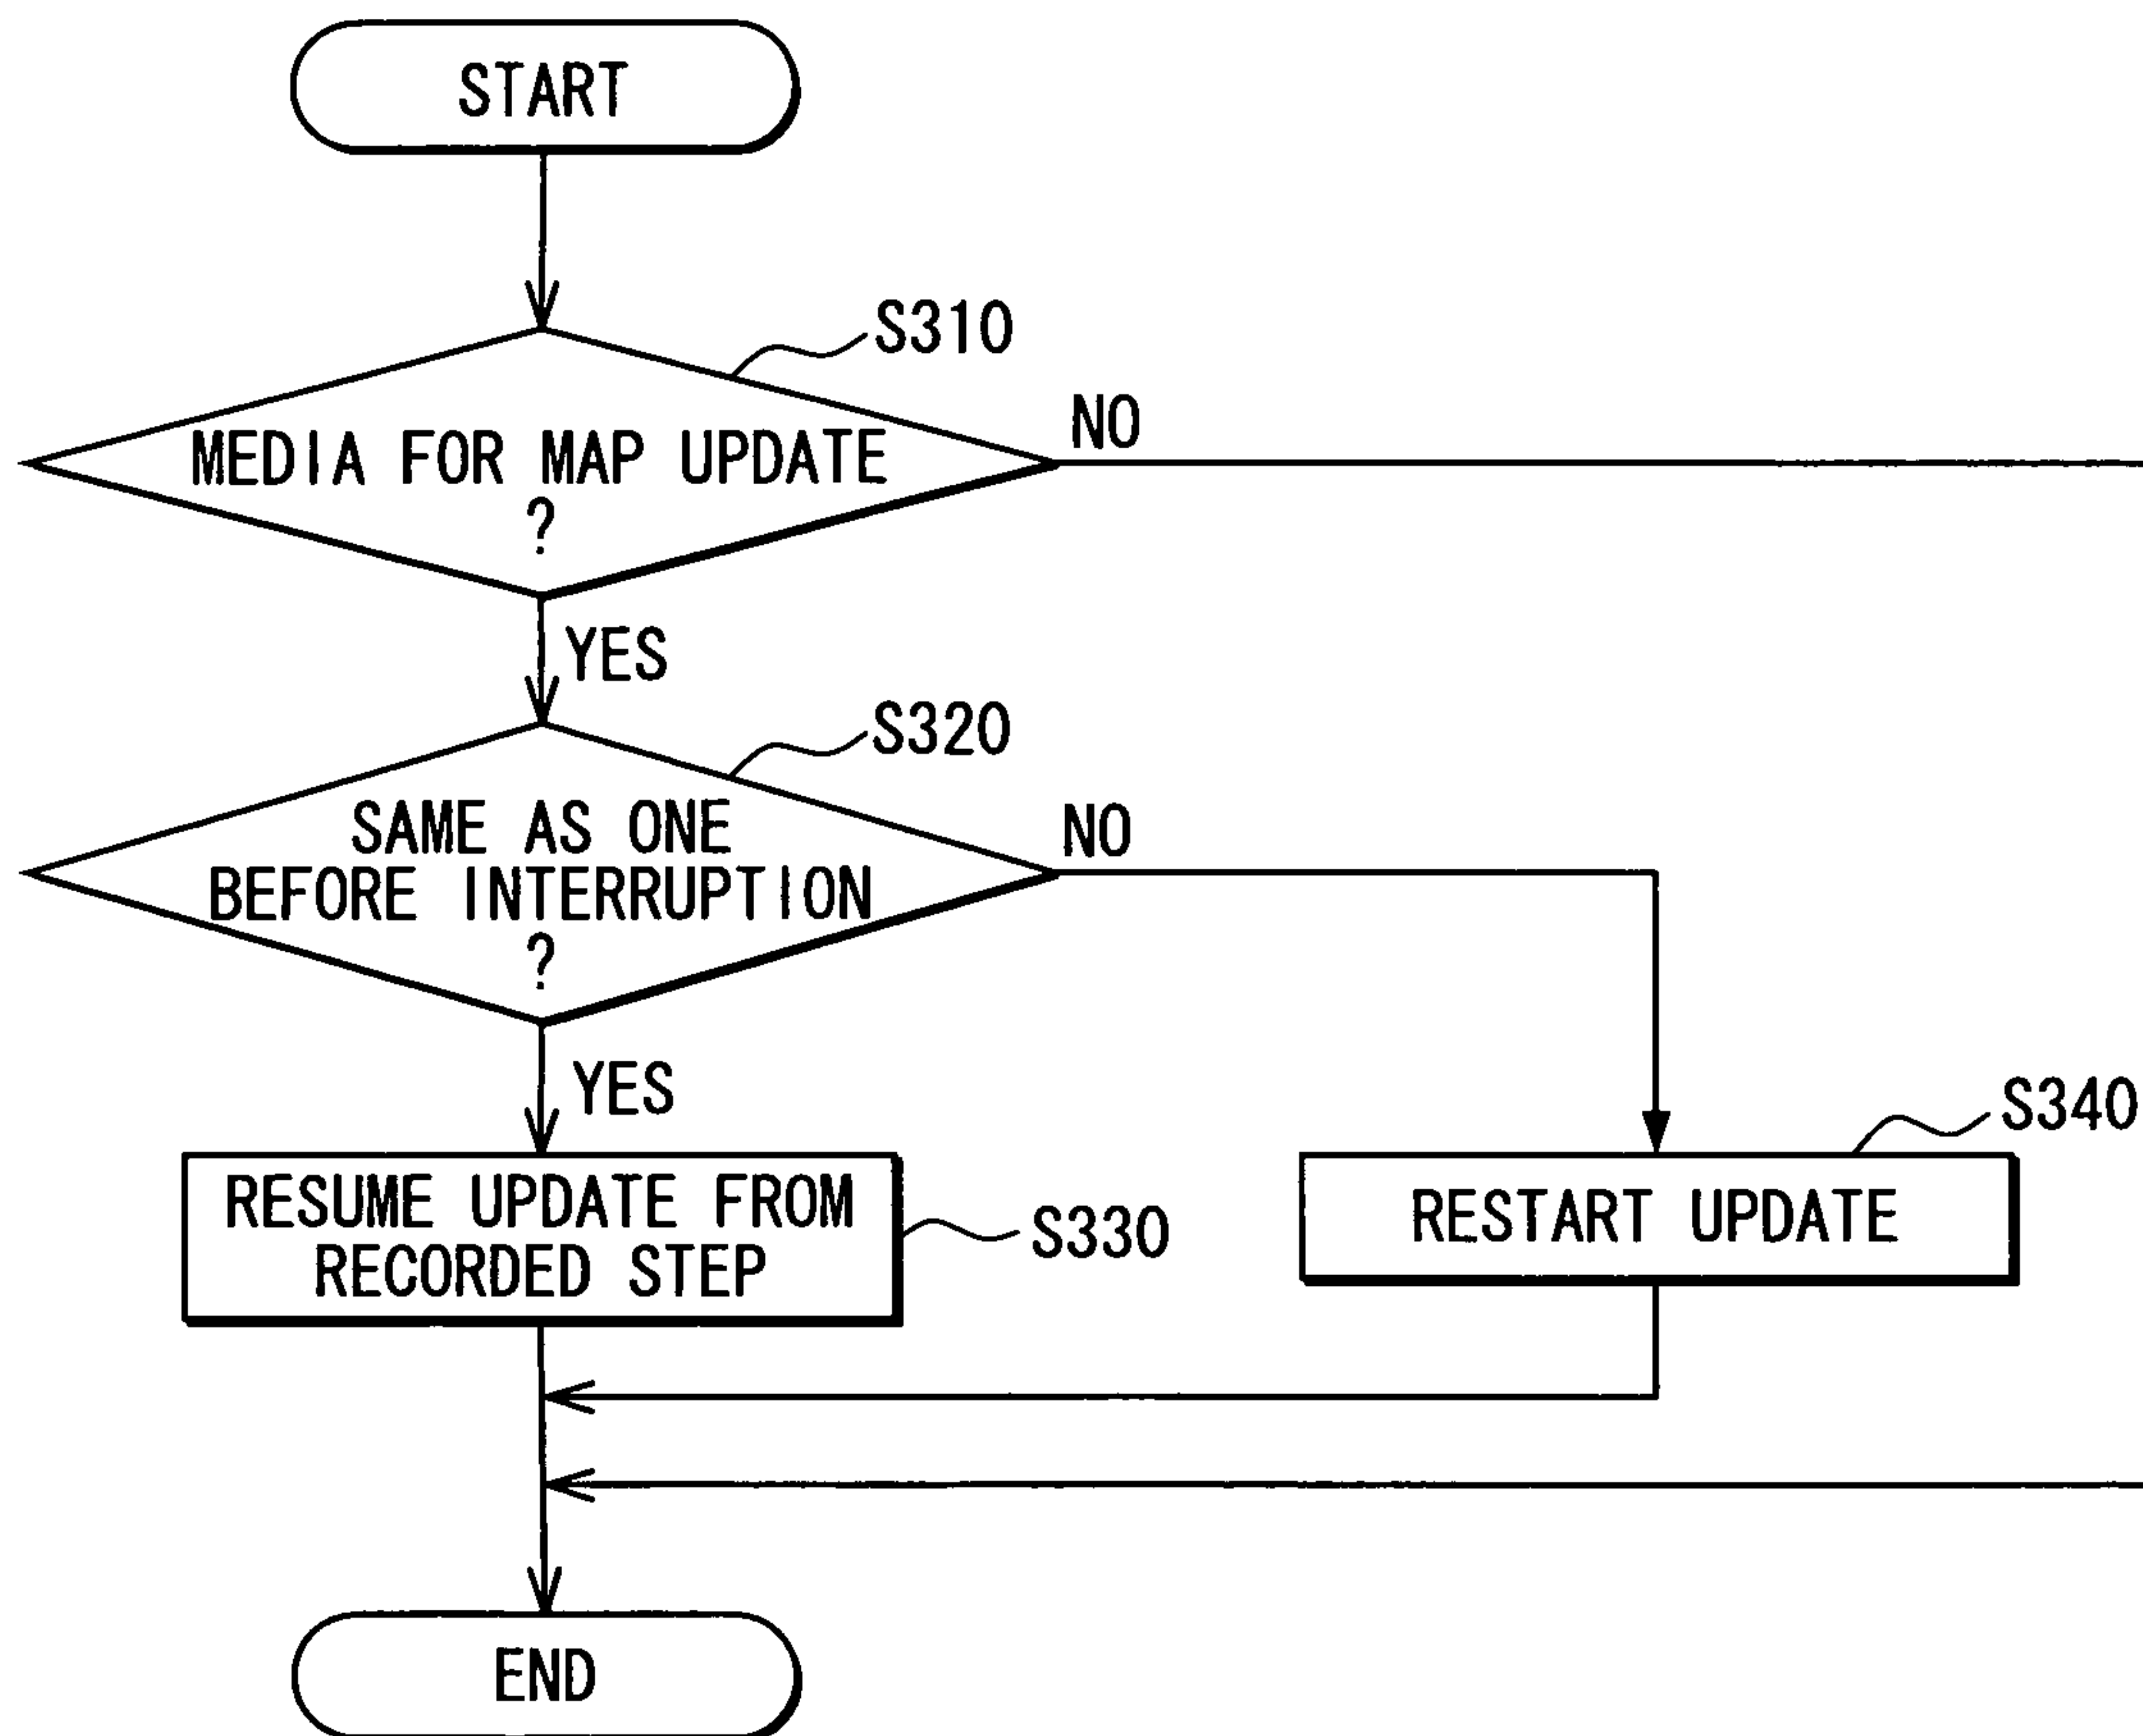 START
S310
MEDIA FOR MAP UPDATE
?
NO
YES
S320
SAME AS ONE
BEFORE INTERRUPTION
?
NO
YES
RESUME UPDATE FROM
RECORDED STEP
S330
S340
RESTART UPDATE
END